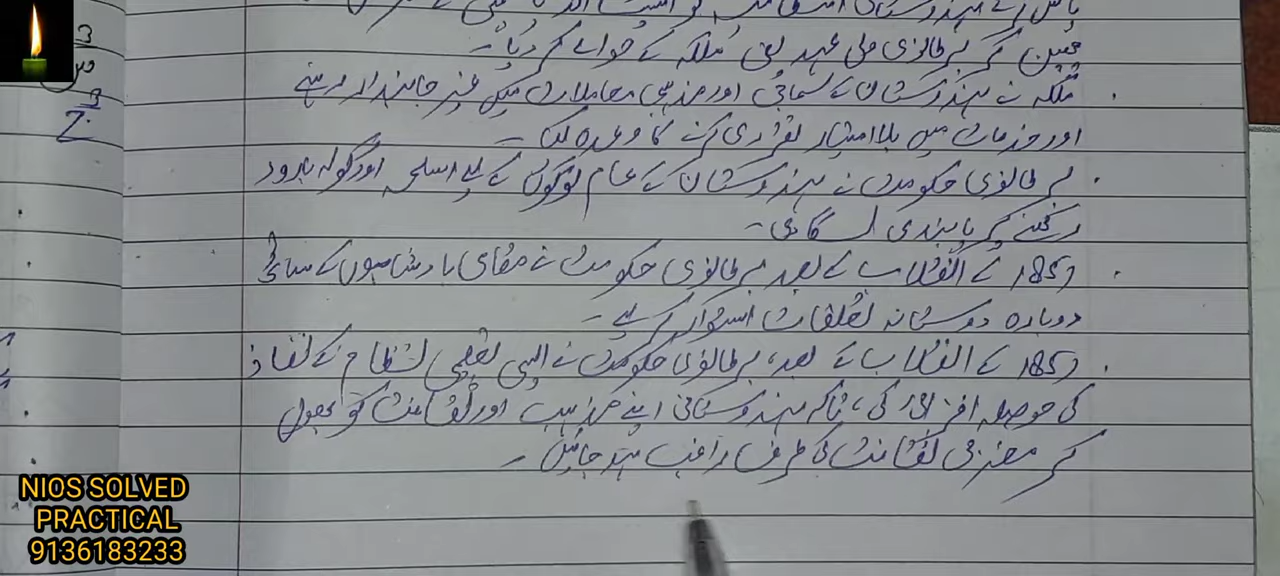 چھین کر برطانوی ولی عہد یعنی ملکہ کے حوالے کر دیا۔
ملکہ نے ہندوستان کے سماجی اور مذہبی معاملات میں غیر جانبدار رہنے
اور خدمات میں بلا امتیاز تقرری کرنے کا وعدہ کیا۔
برطانوی حکومت نے ہندوستان کے عام لوگوں کے لیے اسلحہ اور گولہ بارود
رکھنے پر پابندی لگا دی۔
1857 کے انقلاب کے بعد برطانوی حکومت نے مقامی بادشاہوں کے ساتھ
دوبارہ دوستانہ تعلقات استوار کر لیے۔
1857 کے انقلاب کے بعد، برطانوی حکومت نے ایسی تعلیمی نظام کے نفاذ
کی حوصلہ افزائی کی، تاکہ ہندوستانی اپنے مذہب اور ثقافت کو بھول
کر مغربی ثقافت کی طرف راغب ہو جائیں۔
NIOS SOLVED
PRACTICAL
9136183233